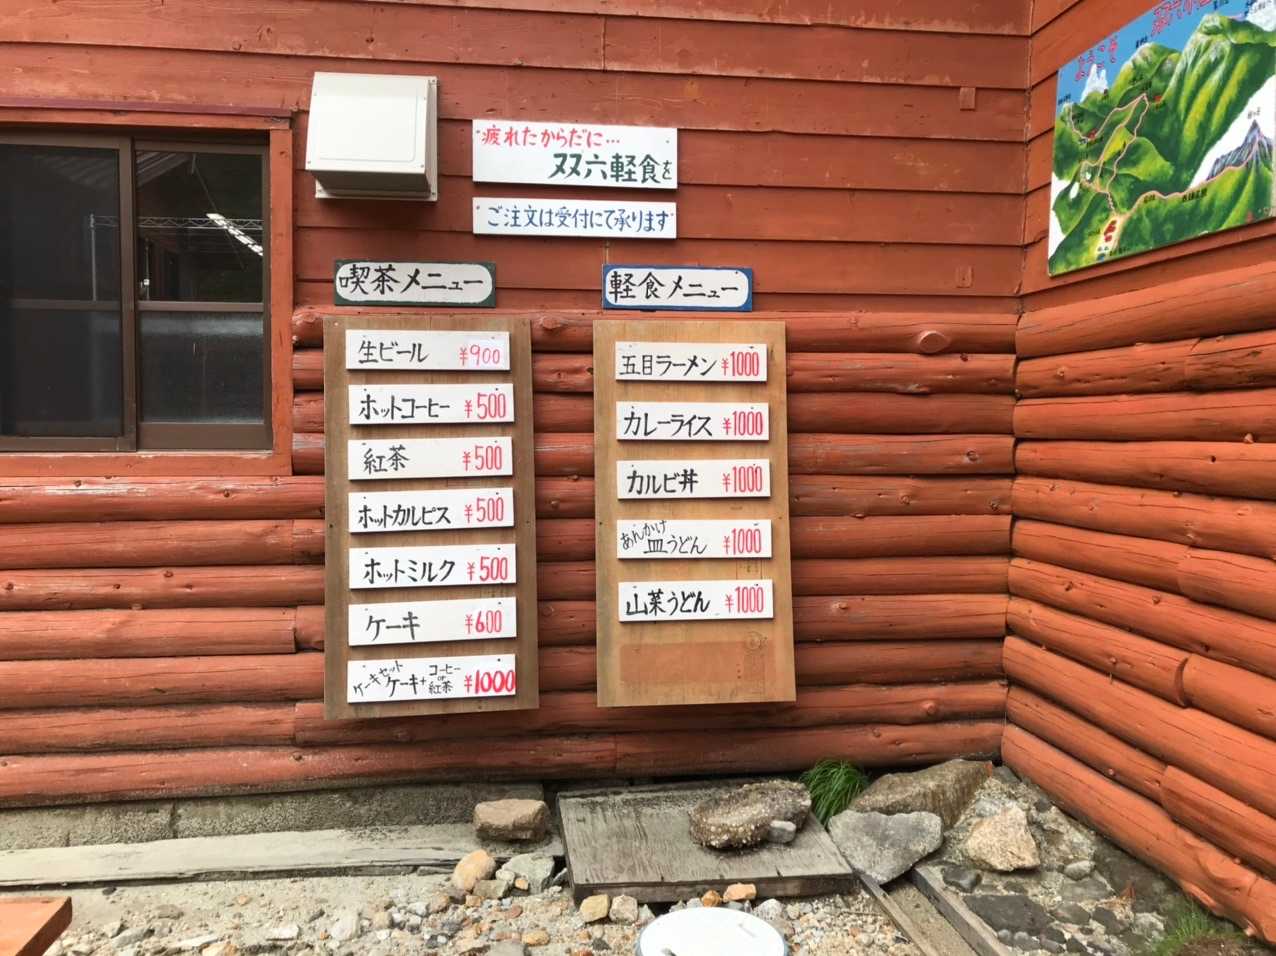 疲れたからだに…
双六軽食を
ご注文は受付にて承ります
喫茶メニュー
生ビール ¥900
ホットコーヒー ¥500
紅茶 ¥500
ホットカルピス ¥500
ホットミルク ¥500
ケーキ ¥600
ケーキセット ケーキ+ コーヒー or 紅茶 ¥1000
軽食メニュー
五目ラーメン ¥1000
カレーライス ¥1000
カルビ丼 ¥1000
あんかけ
皿うどん ¥1000
山菜うどん ¥1000
ようこそ